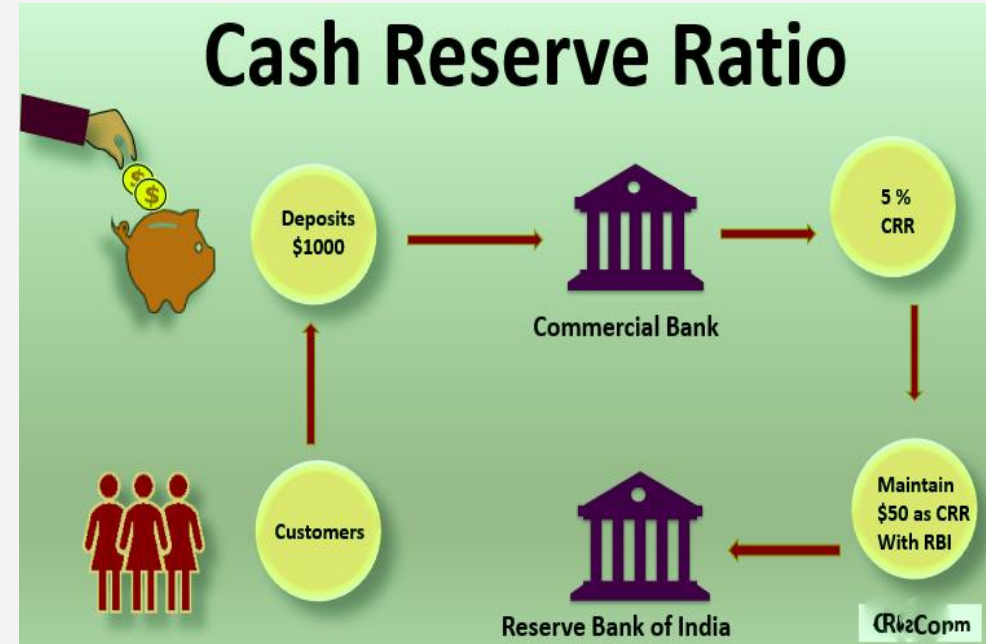 Cash Reserve Ratio
$
$
Deposits
$1000
Commercial Bank
5 %
CRR
Customers
Reserve Bank of India
Maintain
$50 as CRR
With RBI